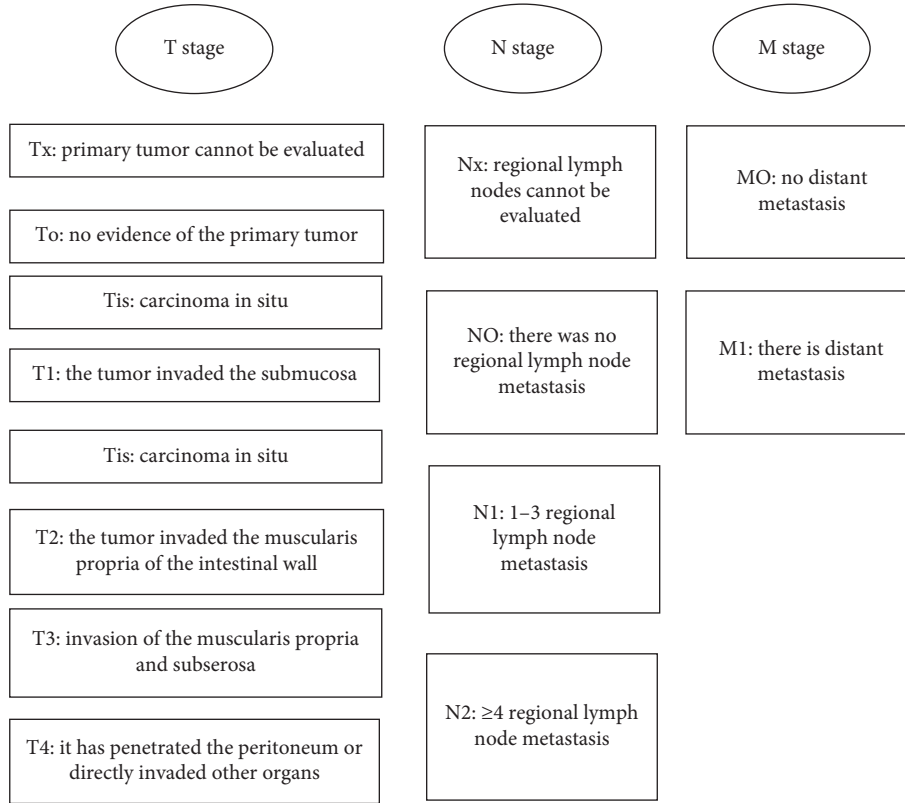 T stage
Tx: primary tumor cannot be evaluated
To: no evidence of the primary tumor
Tis: carcinoma in situ
T1: the tumor invaded the submucosa
Tis: carcinoma in situ
T2: the tumor invaded the muscularis
propria of the intestinal wall
T3: invasion of the muscularis propria
and subserosa
T4: it has penetrated the peritoneum or
directly invaded other organs
N stage
Nx: regional lymph
nodes cannot be
evaluated
NO: there was no
regional lymph node
metastasis
N1: 1–3 regional
lymph node
metastasis
N2: ≥4 regional lymph
node metastasis
M stage
MO: no distant
metastasis
M1: there is distant
metastasis